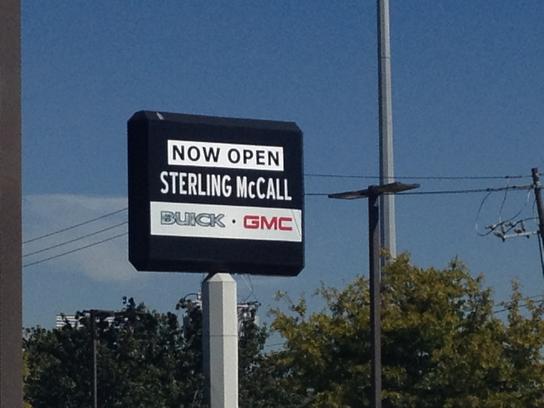 NOW OPEN
STERLING McCALL
BUICK · GMC